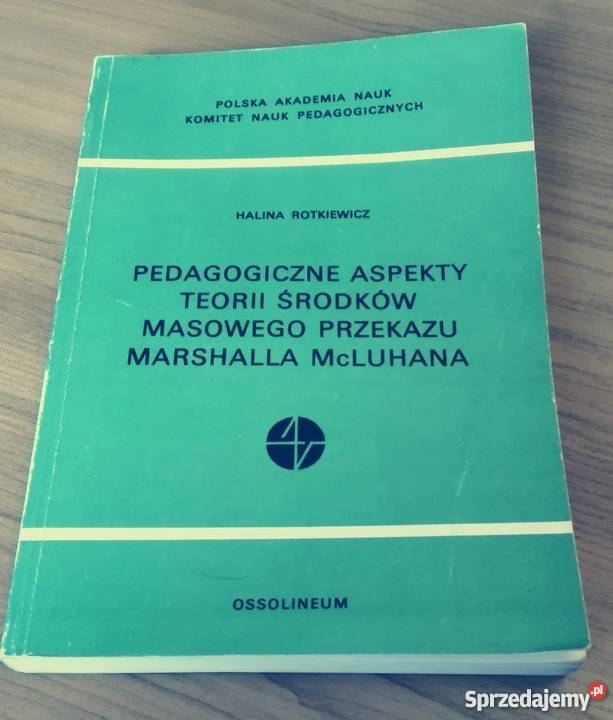 POLSKA AKADEMIA NAUK
KOMITET NAUK PEDAGOGICZNYCH
HALINA ROTKIEWICZ
PEDAGOGICZNE ASPEKTY
TEORII ŚRODKÓW
MASOWEGO PRZEKAZU
MARSHALLA McLUHANA
OSSOLINEUM
Sprzedajemy.pl